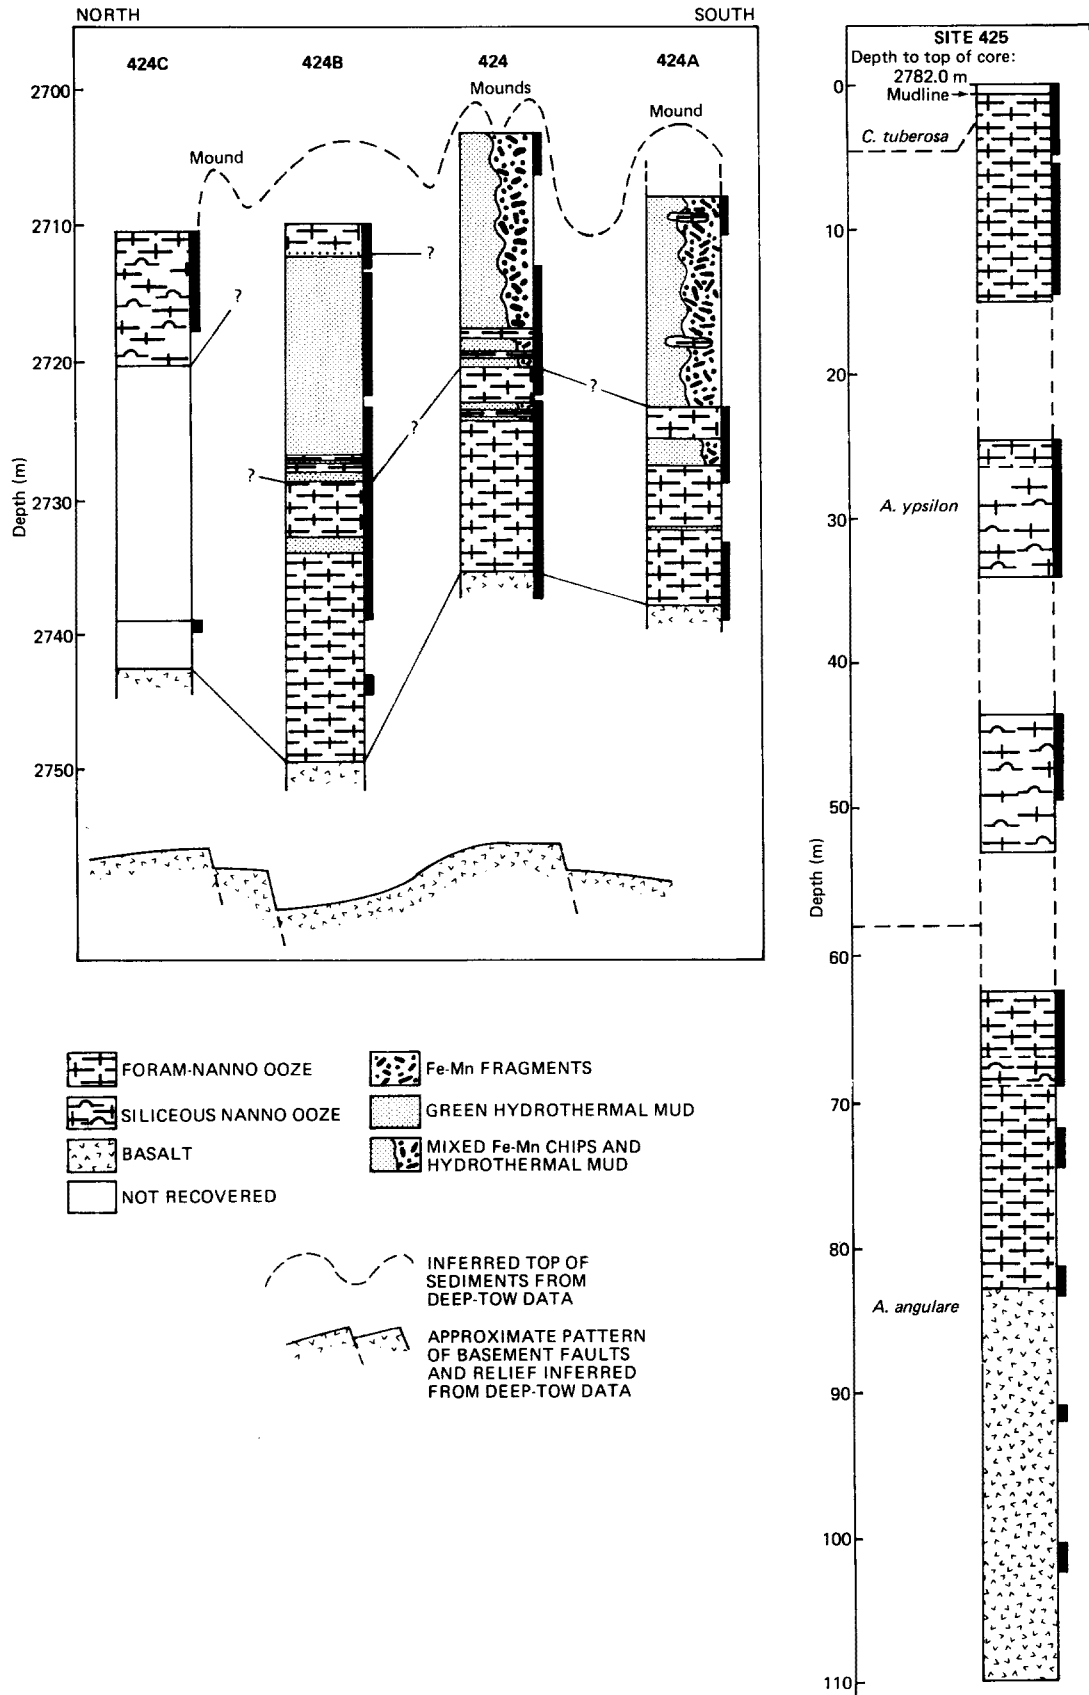 NORTH
SOUTH
424C
424B
424
424A
2700
2710
2720
2730
2740
2750
Depth (m)
Mound
Mounds
Mound
?
?
?
?
?
FORAM-NANNO OOZE
SILICEOUS NANNO OOZE
BASALT
NOT RECOVERED
Fe-Mn FRAGMENTS
GREEN HYDROTHERMAL MUD
MIXED Fe-Mn CHIPS AND
HYDROTHERMAL MUD
INFERRED TOP OF
SEDIMENTS FROM
DEEP-TOW DATA
APPROXIMATE PATTERN
OF BASEMENT FAULTS
AND RELIEF INFERRED
FROM DEEP-TOW DATA
SITE 425
Depth to top of core:
2782.0 m
Mudline
C. tuberosa
A. ypsilon
A. angulare
0
10
20
30
40
50
60
70
80
90
100
110
Depth (m)